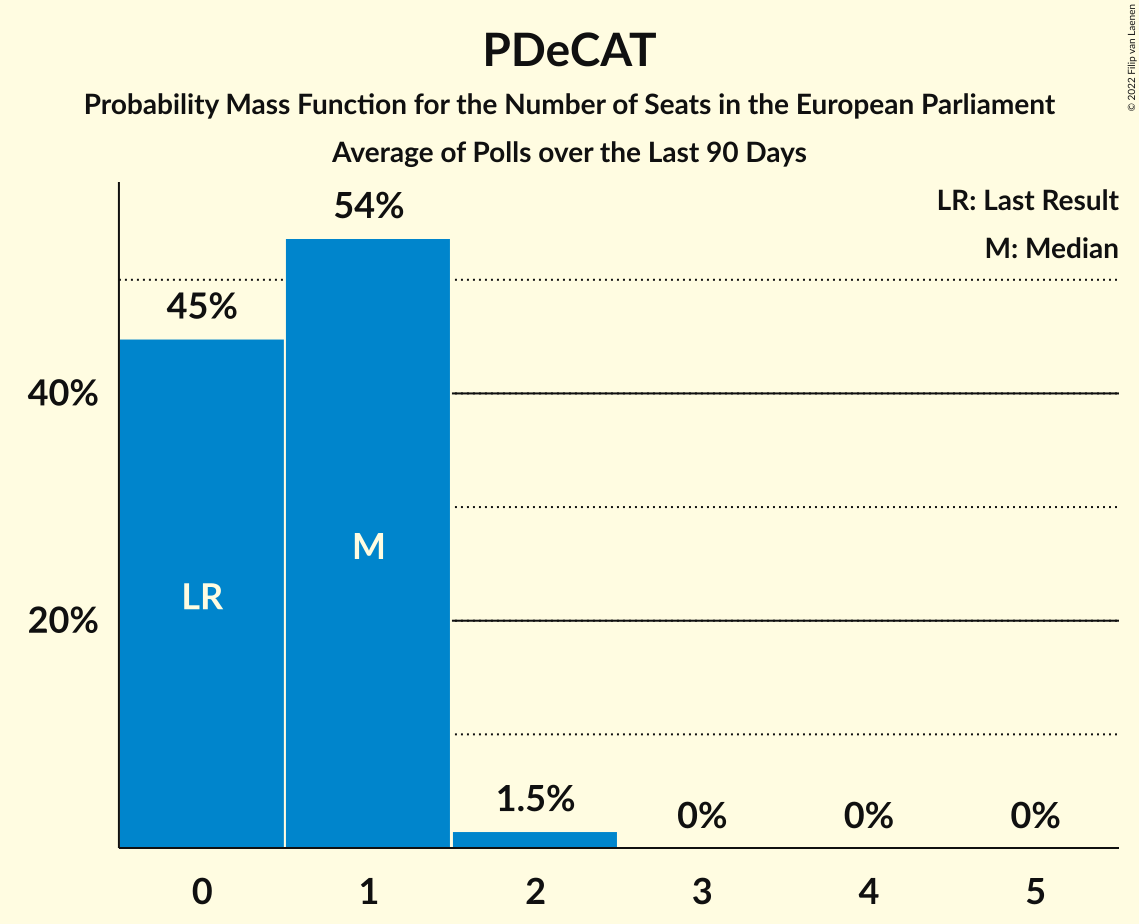 PDeCAT
Probability Mass Function for the Number of Seats in the European Parliament
Average of Polls over the Last 90 Days
© 2022 Filip van Laenen
LR: Last Result
M: Median
54%
45%
40%
M
LR
20%
1.5%
0%
0%
0%
0
1
2
3
4
5